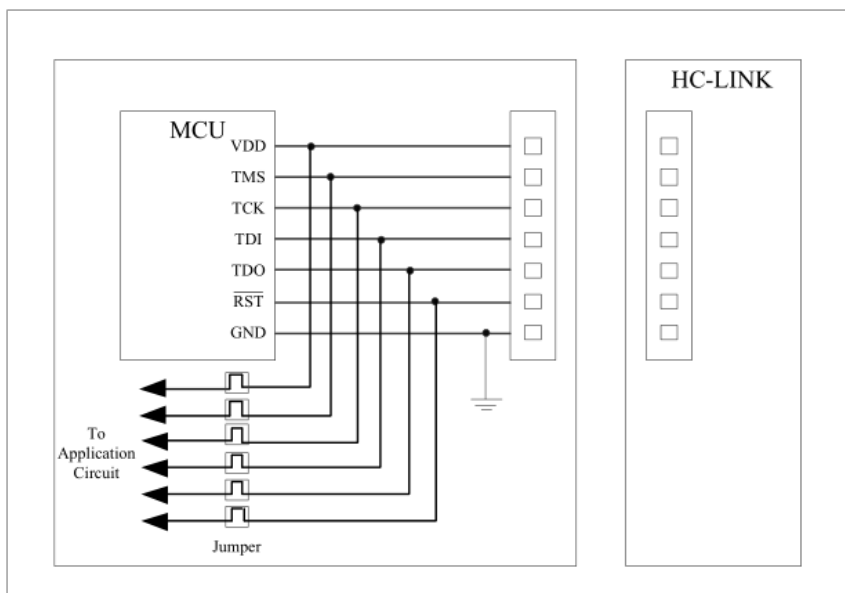 HC-LINK
MCU
VDD
TMS
TCK
TDI
TDO
RST
GND
To
Application
Circuit
Jumper